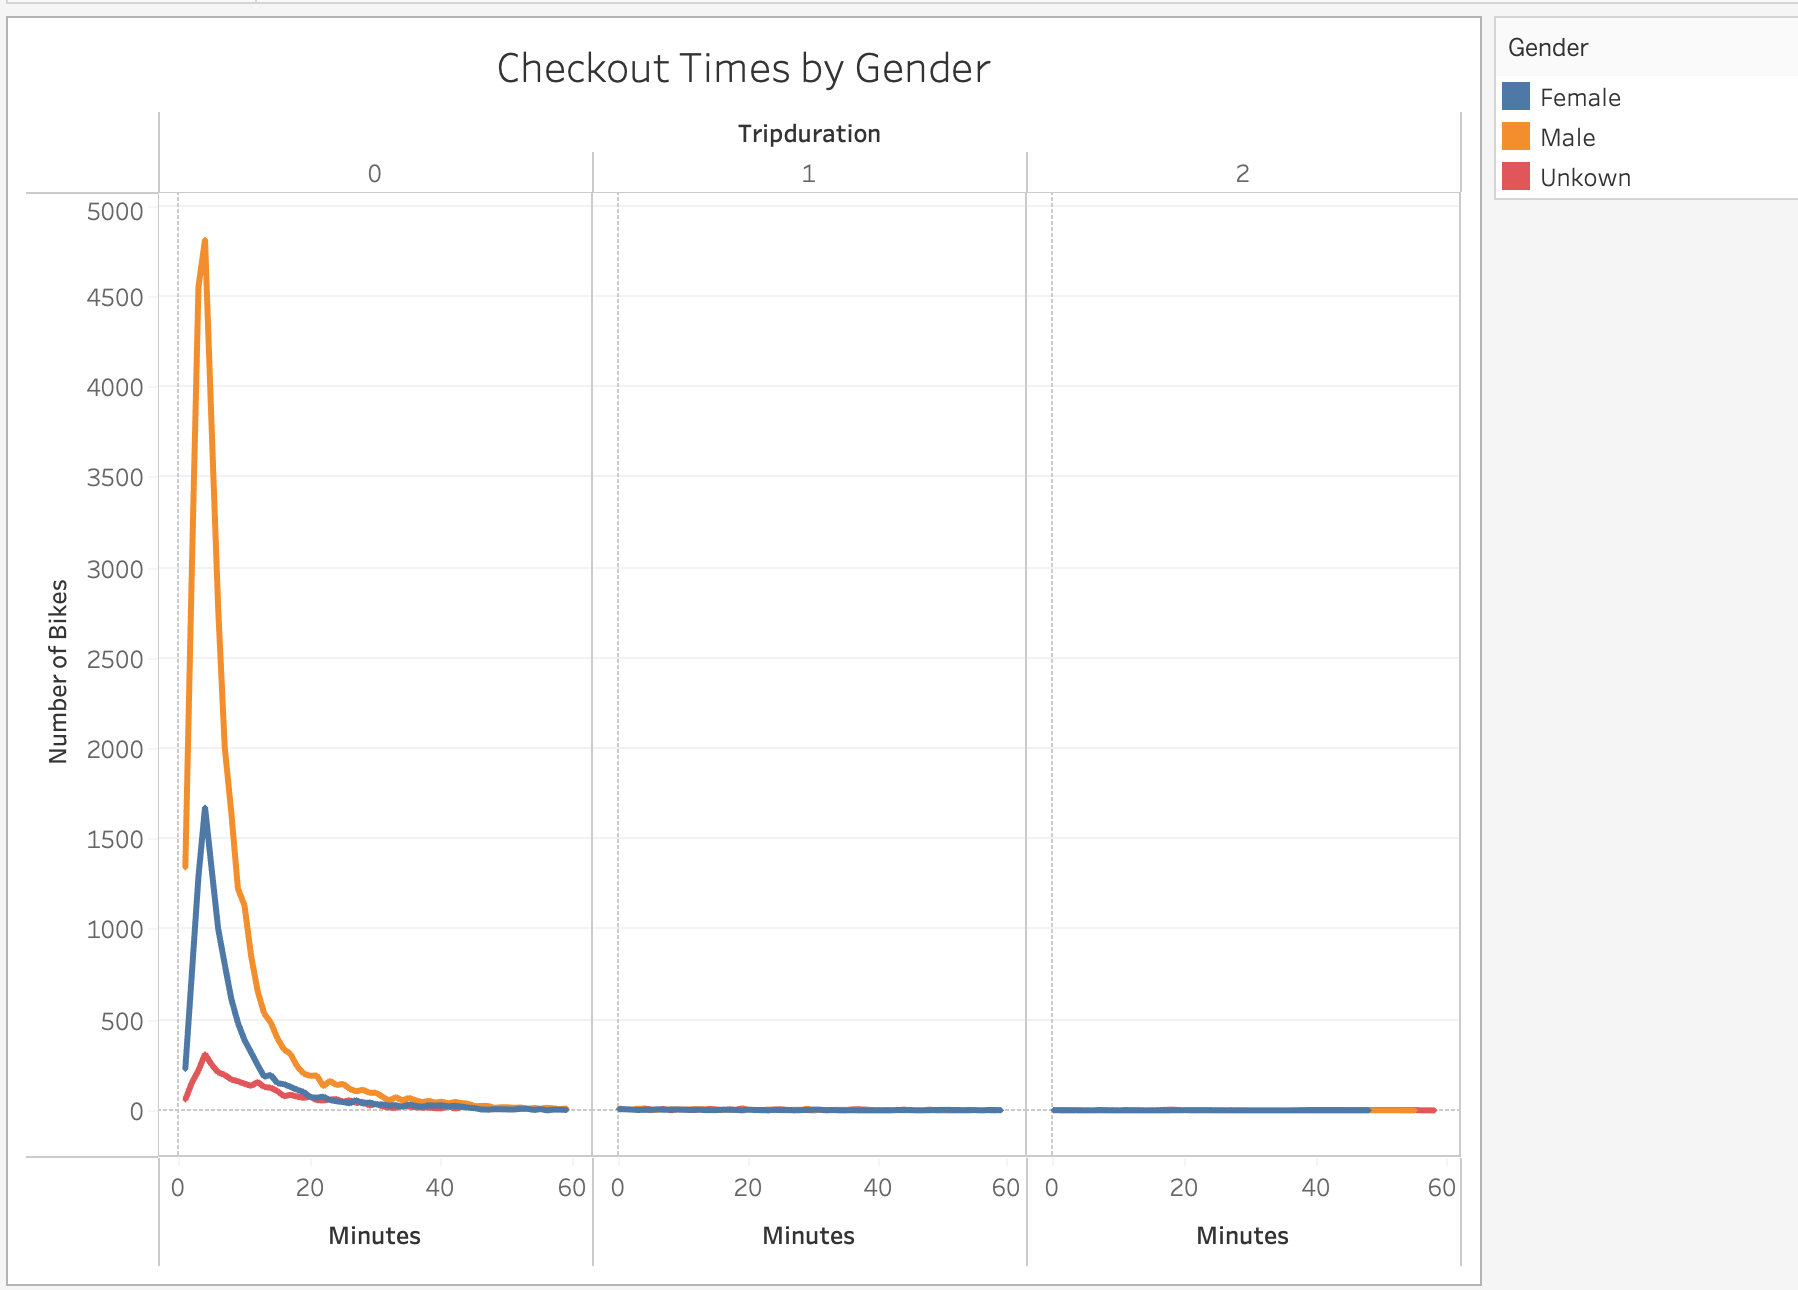 Checkout Times by Gender
Tripduration
0 1 2
5000
4500
4000
3500
3000
2500
2000
1500
1000
500
0
Number of Bikes
0 20 40 60 0 20 40 60 0 20 40 60
Minutes Minutes Minutes
Gender
Female
Male
Unkown